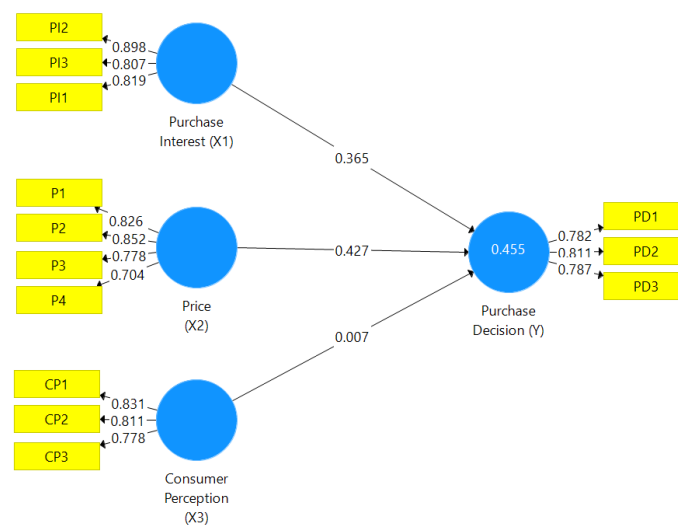 PI2
PI3
PI1
0.898
0.807
0.819
Purchase
Interest (X1)
0.365
P1
P2
P3
P4
0.826
0.852
0.778
0.704
Price
(X2)
0.427
CP1
CP2
CP3
0.831
0.811
0.778
Consumer
Perception
(X3)
0.007
0.455
Purchase
Decision (Y)
0.782
0.811
0.787
PD1
PD2
PD3